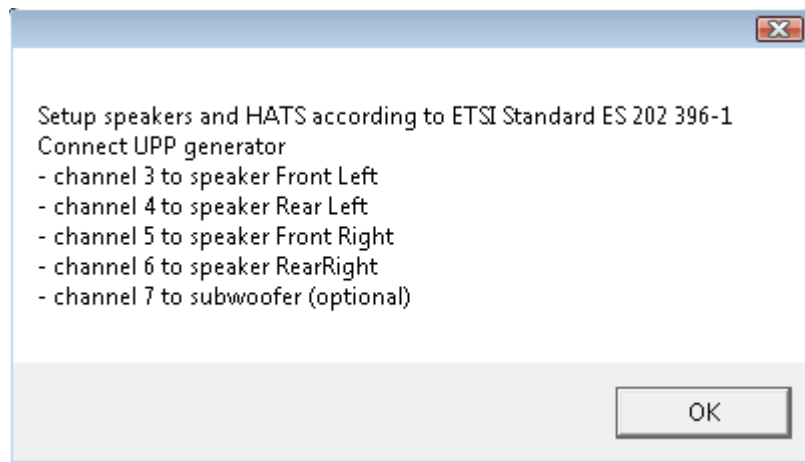 Setup speakers and HATS according to ETSI Standard ES 202 396-1
Connect UPP generator
- channel 3 to speaker Front Left
- channel 4 to speaker Rear Left
- channel 5 to speaker Front Right
- channel 6 to speaker RearRight
- channel 7 to subwoofer (optional)
OK